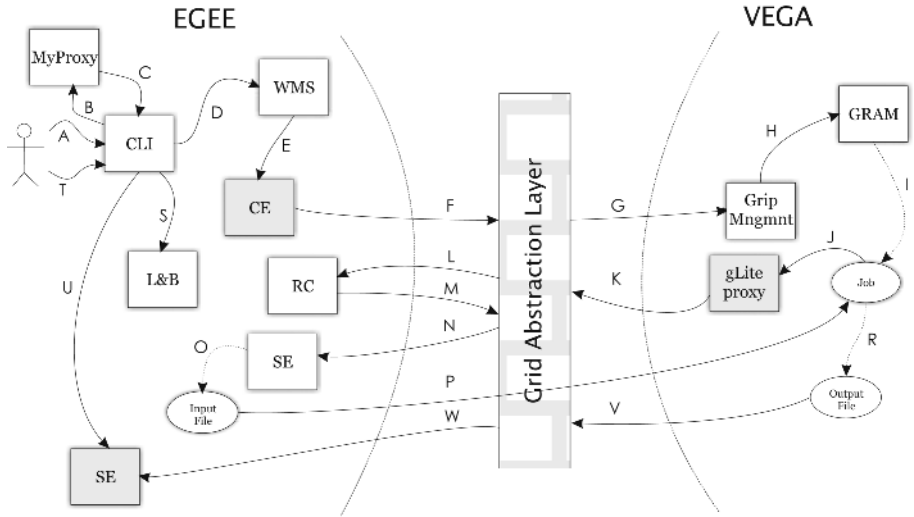 EGEE
VEGA
MyProxy
C
WMS
GRAM
B
D
A
CLI
H
T
E
I
S
CE
F
G
Grip
Mngmnt
Grid Abstraction Layer
J
L
gLite
proxy
U
L&B
RC
M
K
Job
N
O
SE
R
P
Input
File
Output
File
W
V
SE